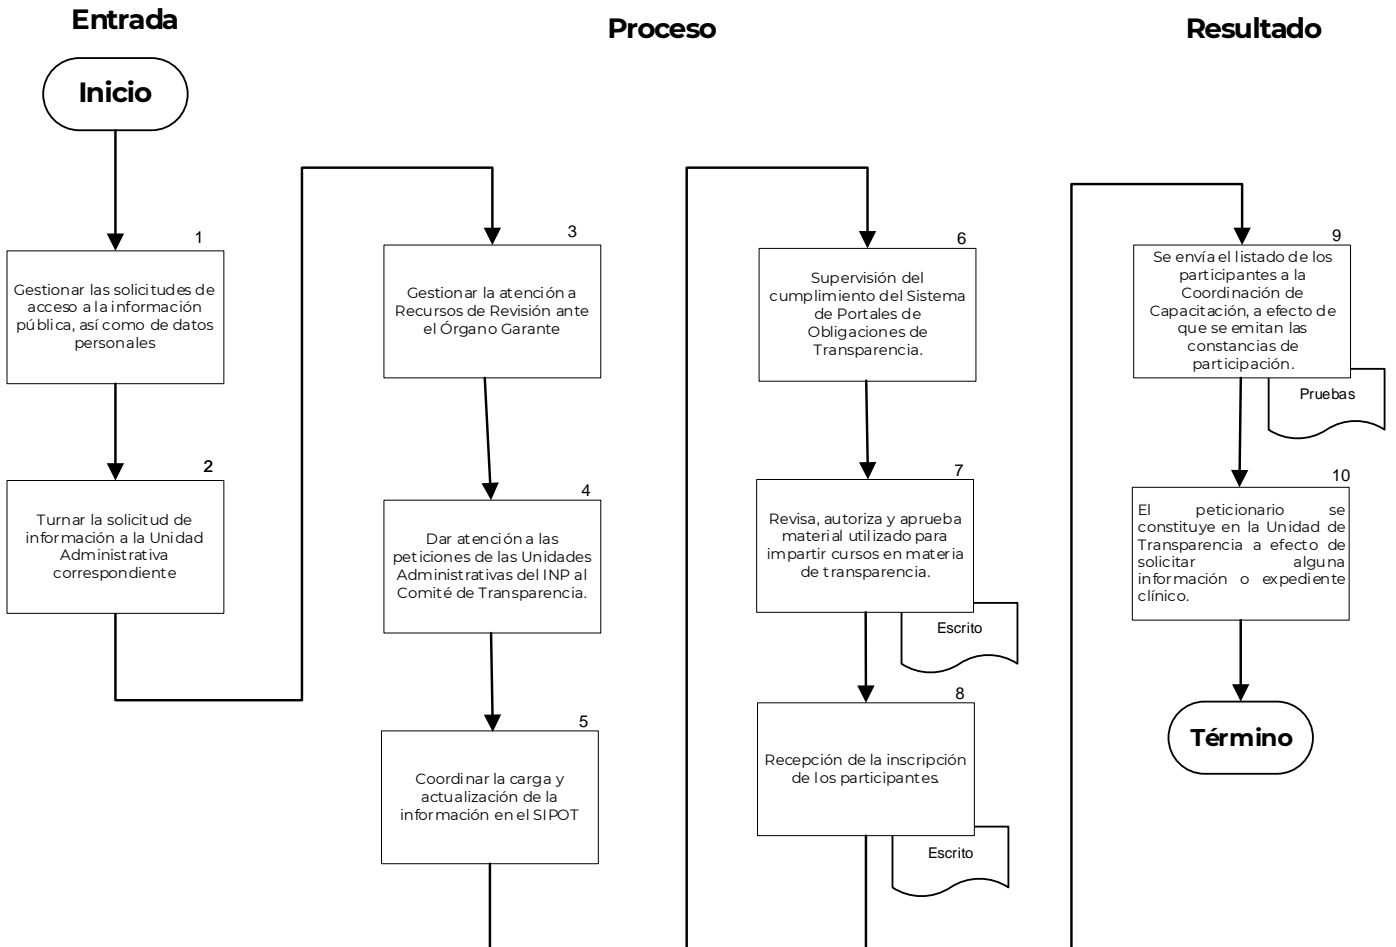 Entrada
Proceso
Resultado
Inicio
1
Gestionar las solicitudes de
acceso a la información
pública, así como de datos
personales
2
Turnar la solicitud de
información a la Unidad
Administrativa
correspondiente
3
Gestionar la atención a
Recursos de Revisión ante
el Órgano Garante
4
Dar atención a las
peticiones de las Unidades
Administrativas del INP al
Comité de Transparencia.
5
Coordinar la carga y
actualización de la
información en el SIPOT
6
Supervisión del
cumplimiento del Sistema
de Portales de
Obligaciones de
Transparencia.
7
Revisa, autoriza y aprueba
material utilizado para
impartir cursos en materia
de transparencia.
Escrito
8
Recepción de la inscripción
de los participantes.
Escrito
9
Se envía el listado de los
participantes a la
Coordinación de
Capacitación, a efecto de
que se emitan las
constancias de
participación.
Pruebas
10
El peticionario se
constituye en la Unidad de
Transparencia a efecto de
solicitar alguna
información o expediente
clínico.
Término